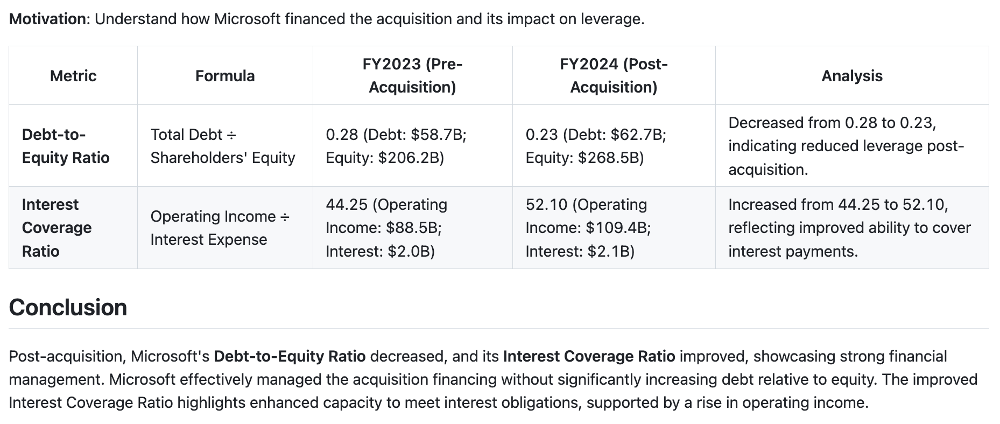 Motivation: Understand how Microsoft financed the acquisition and its impact on leverage.
Metric
Formula
FY2023 (Pre-
Acquisition)
FY2024 (Post-
Acquisition)
Analysis
Debt-to-
Equity Ratio
Total Debt ÷
Shareholders' Equity
0.28 (Debt: $58.7B;
Equity: $206.2B)
0.23 (Debt: $62.7B;
Equity: $268.5B)
Decreased from 0.28 to 0.23,
indicating reduced leverage post-
acquisition.
Interest
Coverage
Ratio
Operating Income ÷
Interest Expense
44.25 (Operating
Income: $88.5B;
Interest: $2.0B)
52.10 (Operating
Income: $109.4B;
Interest: $2.1B)
Increased from 44.25 to 52.10,
reflecting improved ability to cover
interest payments.
Conclusion
Post-acquisition, Microsoft's Debt-to-Equity Ratio decreased, and its Interest Coverage Ratio improved, showcasing strong financial
management. Microsoft effectively managed the acquisition financing without significantly increasing debt relative to equity. The improved
Interest Coverage Ratio highlights enhanced capacity to meet interest obligations, supported by a rise in operating income.